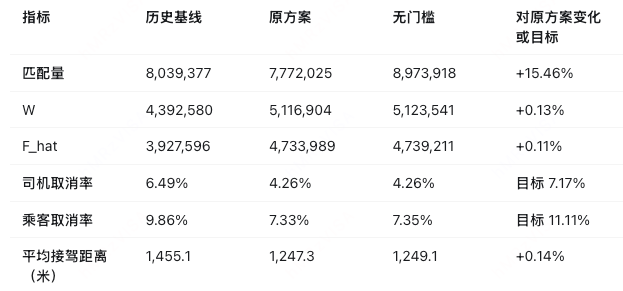 指标 历史基线 原方案 无门槛 对原方案变化
或目标
匹配量 8,039,377 7,772,025 8,973,918 +15.46%
W 4,392,580 5,116,904 5,123,541 +0.13%
F_hat 3,927,596 4,733,989 4,739,211 +0.11%
司机取消率 6.49% 4.26% 4.26% 目标 7.17%
乘客取消率 9.86% 7.33% 7.35% 目标 11.11%
平均接驾距离 1,455.1 1,247.3 1,249.1 +0.14%
（米）